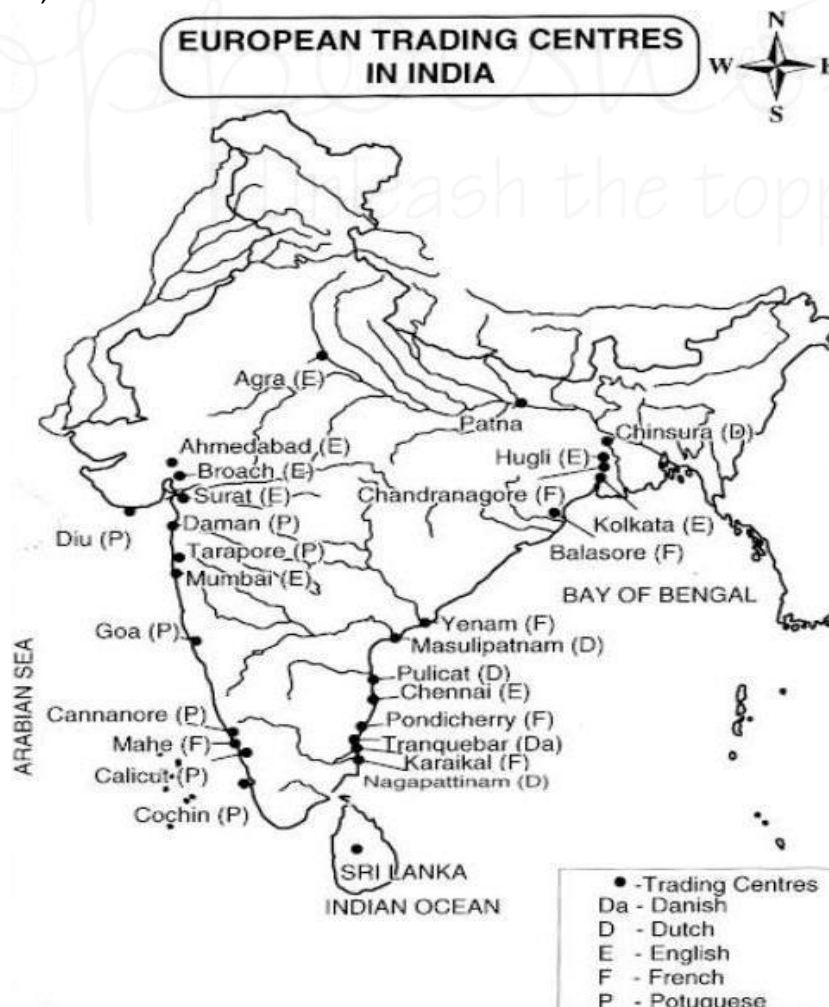 EUROPEAN TRADING CENTRES
IN INDIA
N
W
E
S
Agra (E)
Patna
Ahmedabad (E)
Chinsura (D)
Broach (E)
Hugli (E)
Surat (E)
Chandranagore (F)
Kolkata (E)
Diu (P)
Daman (P)
Balasore (F)
Tarapore (P)
Mumbai (E)
BAY OF BENGAL
Goa (P)
Yenam (F)
Masulipatnam (D)
ARABIAN SEA
Pulicat (D)
Chennai (E)
Cannanore (P)
Pondicherry (F)
Mahe (F)
Tranquebar (Da)
Calicut (P)
Karaikal (F)
Nagapattinam (D)
Cochin (P)
SRI LANKA
INDIAN OCEAN
-Trading Centres
Da - Danish
D - Dutch
E - English
F - French
P - Potuguese